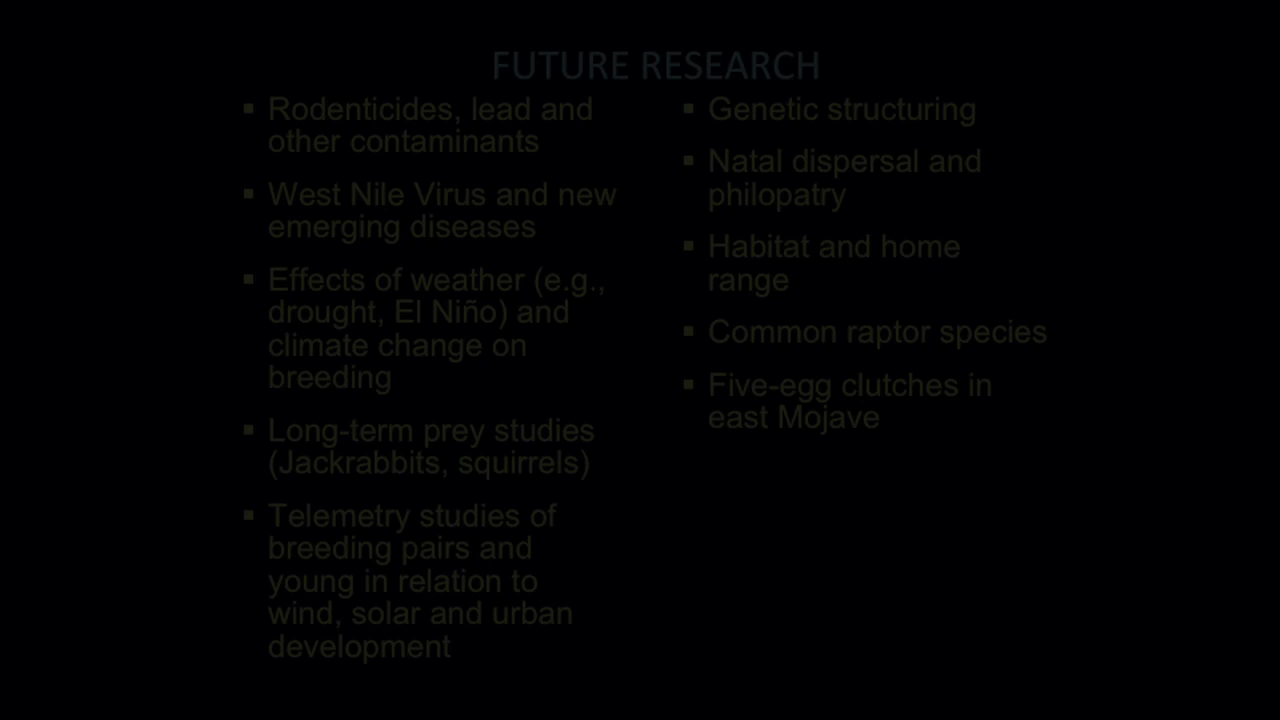 FUTURE RESEARCH
▪ Rodenticides, lead and
other contaminants
▪ West Nile Virus and new
emerging diseases
▪ Effects of weather (e.g.,
drought, El Niño) and
climate change on
breeding
▪ Long-term prey studies
(Jackrabbits, squirrels)
▪ Telemetry studies of
breeding pairs and
young in relation to
wind, solar and urban
development
▪ Genetic structuring
▪ Natal dispersal and
philopatry
▪ Habitat and home
range
▪ Common raptor species
▪ Five-egg clutches in
east Mojave